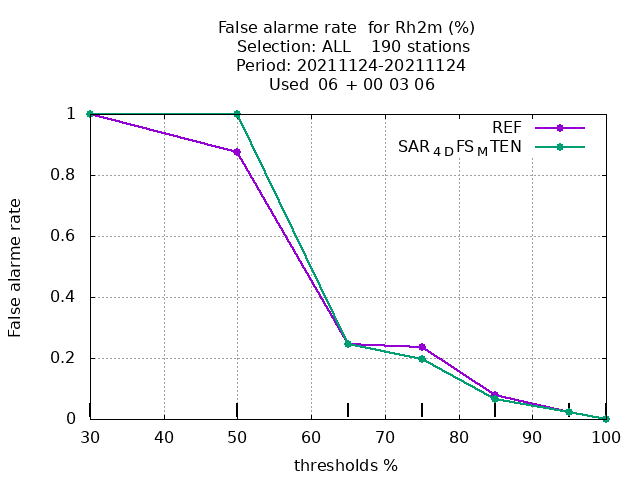 False alarme rate  for Rh2m (%)
Selection: ALL    190 stations
Period: 20211124-20211124
Used  06 + 00 03 06
REF
SAR4DFSMTEN
1
0.8
0.6
0.4
0.2
0
False alarme rate
30 40 50 60 70 80 90 100
thresholds %